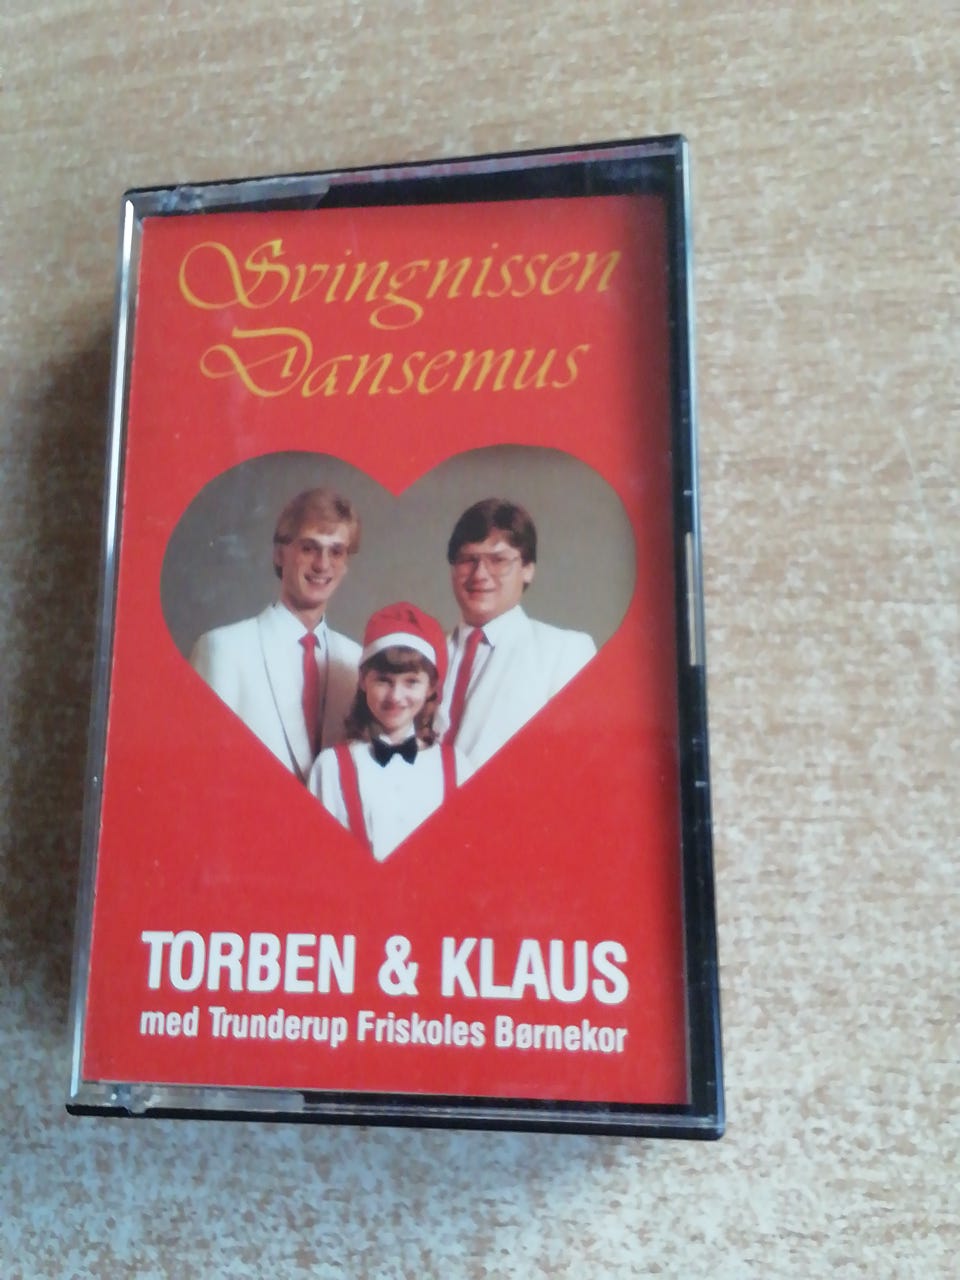 Svingnissen
Dansemus
TORBEN & KLAUS
med Trunderup Friskoles Børnekor